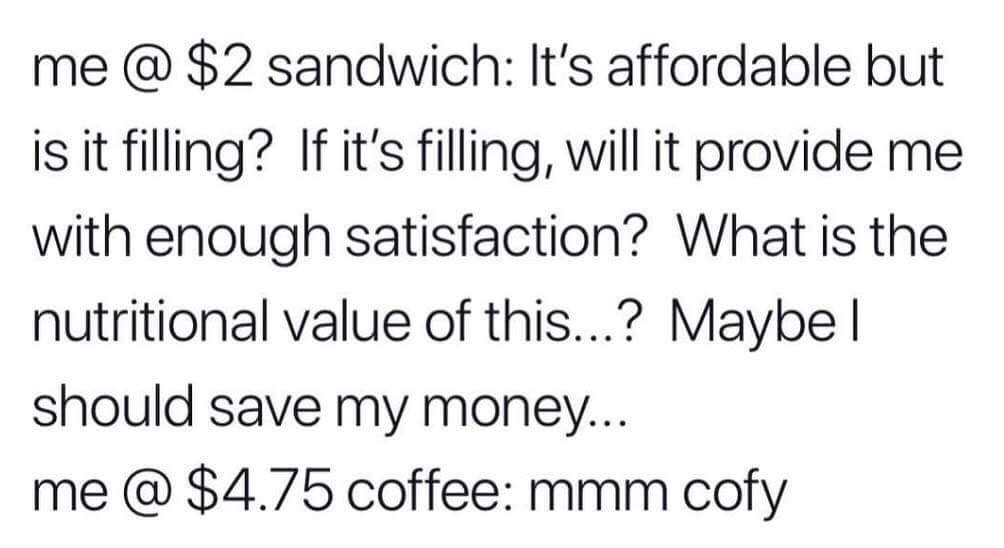 me @ $2 sandwich: It's affordable but
is it filling?  If it's filling, will it provide me
with enough satisfaction?  What is the
nutritional value of this...?  Maybe I
should save my money...
me @ $4.75 coffee: mmm cofy